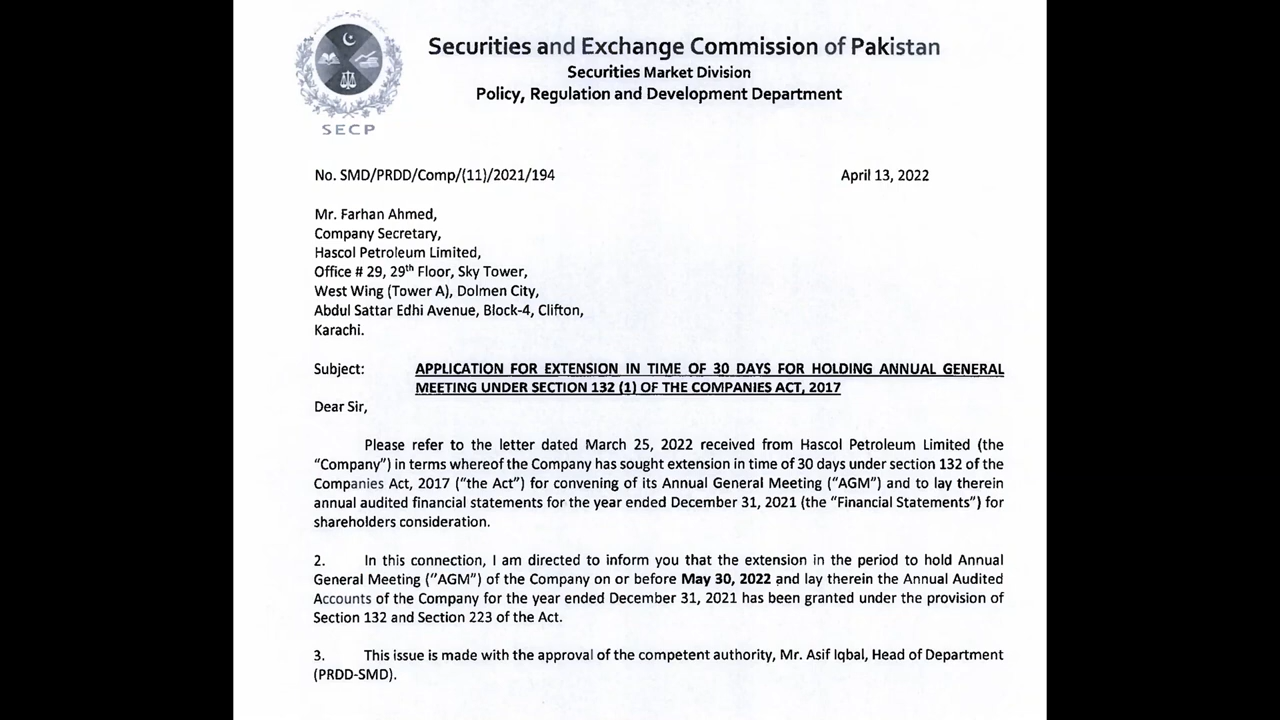 Securities and Exchange Commission of Pakistan
Securities Market Division
Policy, Regulation and Development Department
SECP
No. SMD/PRDD/Comp/(11)/2021/194 April 13, 2022
Mr. Farhan Ahmed,
Company Secretary,
Hascol Petroleum Limited,
Office # 29, 29th Floor, Sky Tower,
West Wing (Tower A), Dolmen City,
Abdul Sattar Edhi Avenue, Block-4, Clifton,
Karachi.
Subject: APPLICATION FOR EXTENSION IN TIME OF 30 DAYS FOR HOLDING ANNUAL GENERAL
MEETING UNDER SECTION 132 (1) OF THE COMPANIES ACT, 2017
Dear Sir,
Please refer to the letter dated March 25, 2022 received from Hascol Petroleum Limited (the
“Company”) in terms whereof the Company has sought extension in time of 30 days under section 132 of the
Companies Act, 2017 (“the Act”) for convening of its Annual General Meeting (“AGM”) and to lay therein
annual audited financial statements for the year ended December 31, 2021 (the “Financial Statements”) for
shareholders consideration.
2. In this connection, I am directed to inform you that the extension in the period to hold Annual
General Meeting (“AGM”) of the Company on or before May 30, 2022 and lay therein the Annual Audited
Accounts of the Company for the year ended December 31, 2021 has been granted under the provision of
Section 132 and Section 223 of the Act.
3. This issue is made with the approval of the competent authority, Mr. Asif Iqbal, Head of Department
(PRDD-SMD).